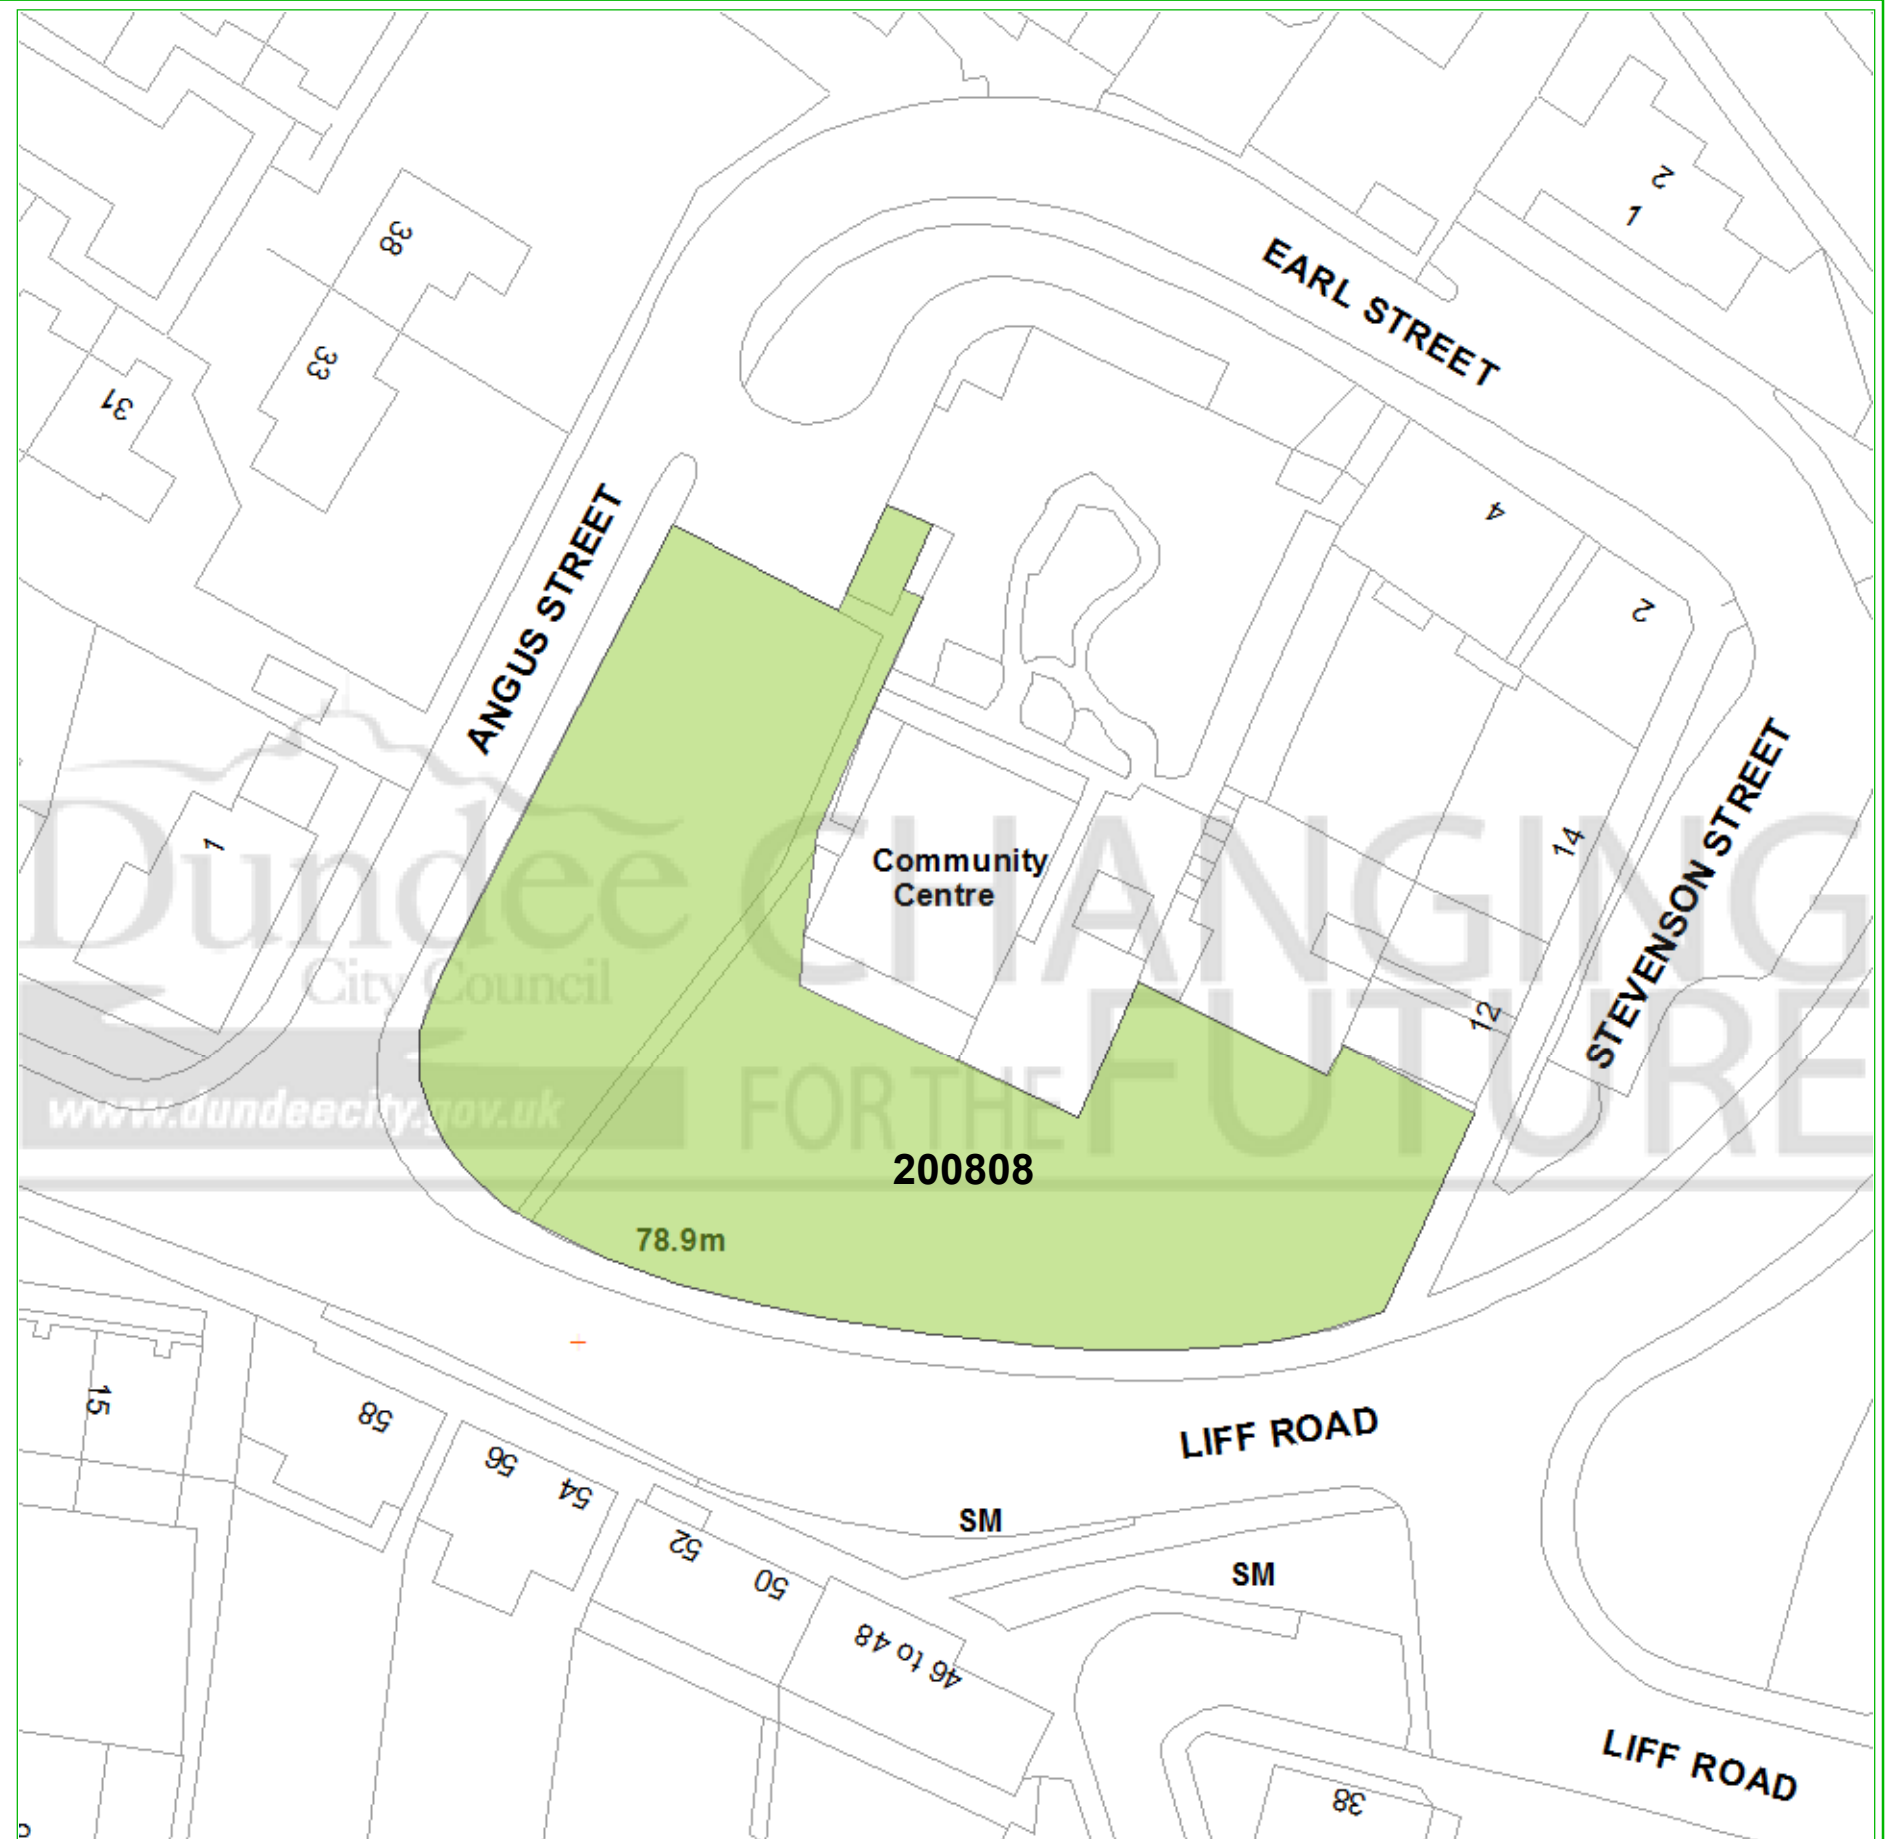 38
2
1
EARL STREET
33
31
4
ANGUS STREET
2
STEVENSON STREET
1
14
Community
Centre
Dundee
City Council
CHANGING
FOR THE FUTURE
www.dundeecity.gov.uk
12
200808
78.9m
15
58
56
54
52
50
46 to 48
LIFF ROAD
SM
SM
LIFF ROAD
38